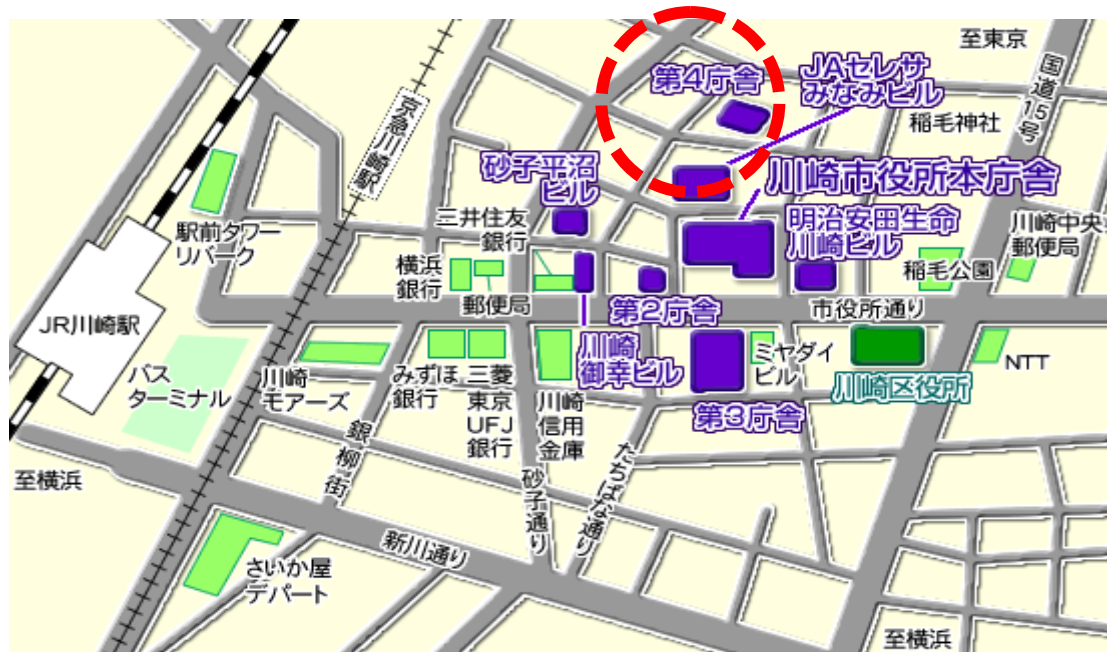 至東京
国道15号
第4庁舎
JAセレサ
みなみビル
稲毛神社
京急川崎駅
砂子平沼
ビル
川崎市役所本庁舎
駅前タワー
リバーク
三井住友
銀行
明治安田生命
川崎ビル
川崎中央
郵便局
横浜
銀行
郵便局
稲毛公園
JR川崎駅
第2庁舎
市役所通り
バス
ターミナル
川崎
モアーズ
みずほ
銀行
三菱
東京
UFJ
銀行
川崎
信用
金庫
川崎
御幸ビル
ミヤダイ
ビル
川崎区役所
NTT
第3庁舎
至横浜
銀柳街
砂子通り
たちばな通り
新川通り
さいか屋
デパート
至横浜